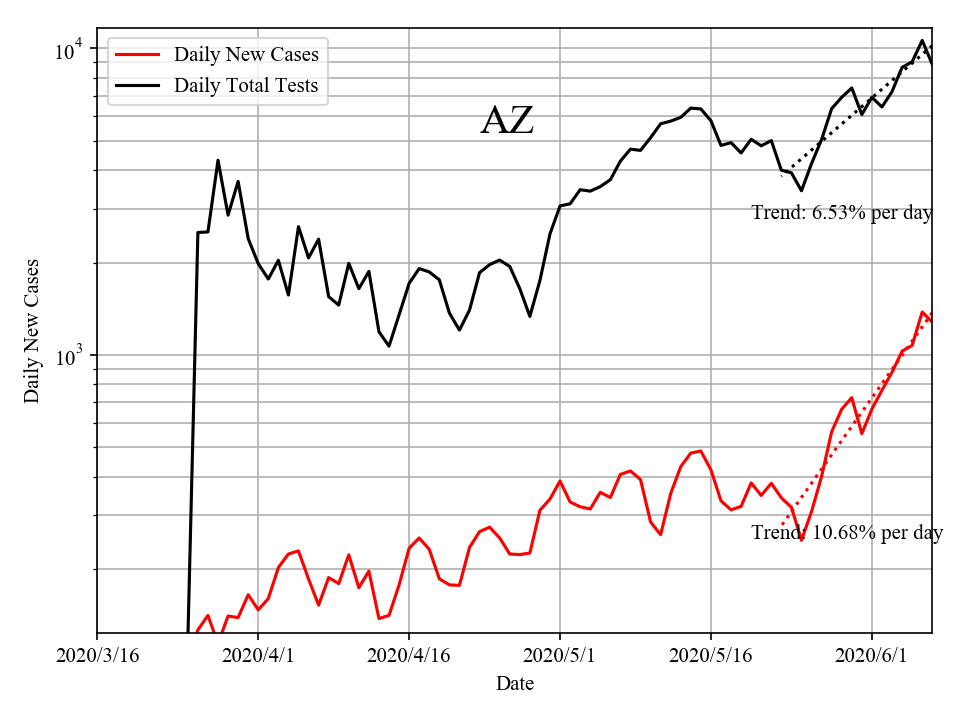 10^4
Daily New Cases
Daily Total Tests
AZ
Trend: 6.53% per day
Daily New Cases
10^3
Trend: 10.68% per day
2020/3/16 2020/4/1 2020/4/16 2020/5/1 2020/5/16 2020/6/1
Date